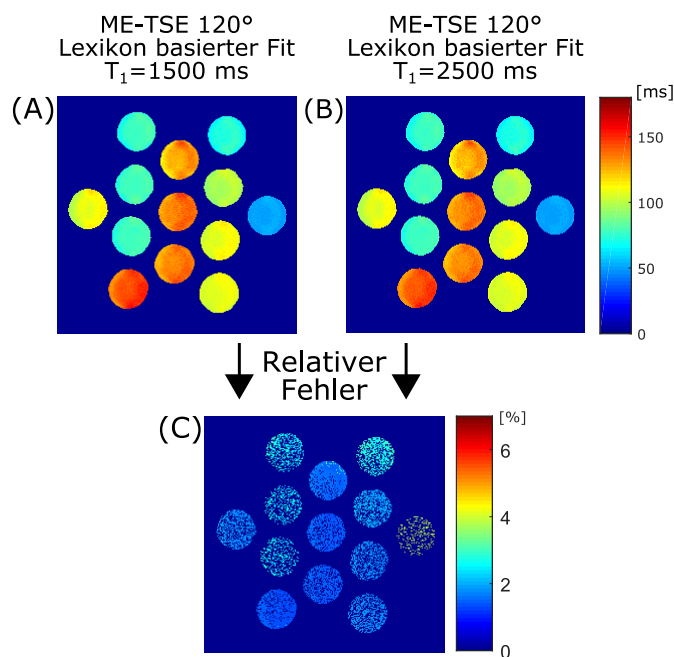 ME-TSE 120°
Lexikon basierter Fit
T₁=1500 ms
ME-TSE 120°
Lexikon basierter Fit
T₁=2500 ms
(A)
(B)
[ms]
150
100
50
0
Relativer
Fehler
(C)
[%]
6
4
2
0